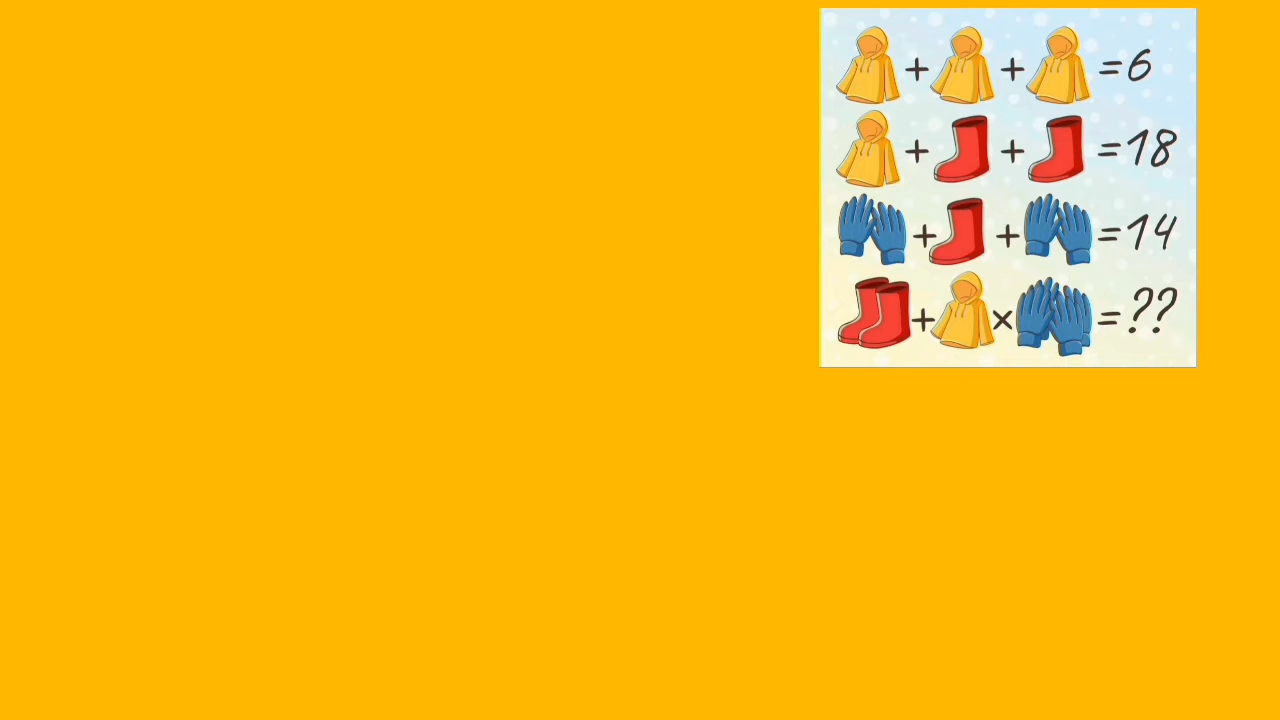 + + =6
+ + =18
+ + =14
+ × =??